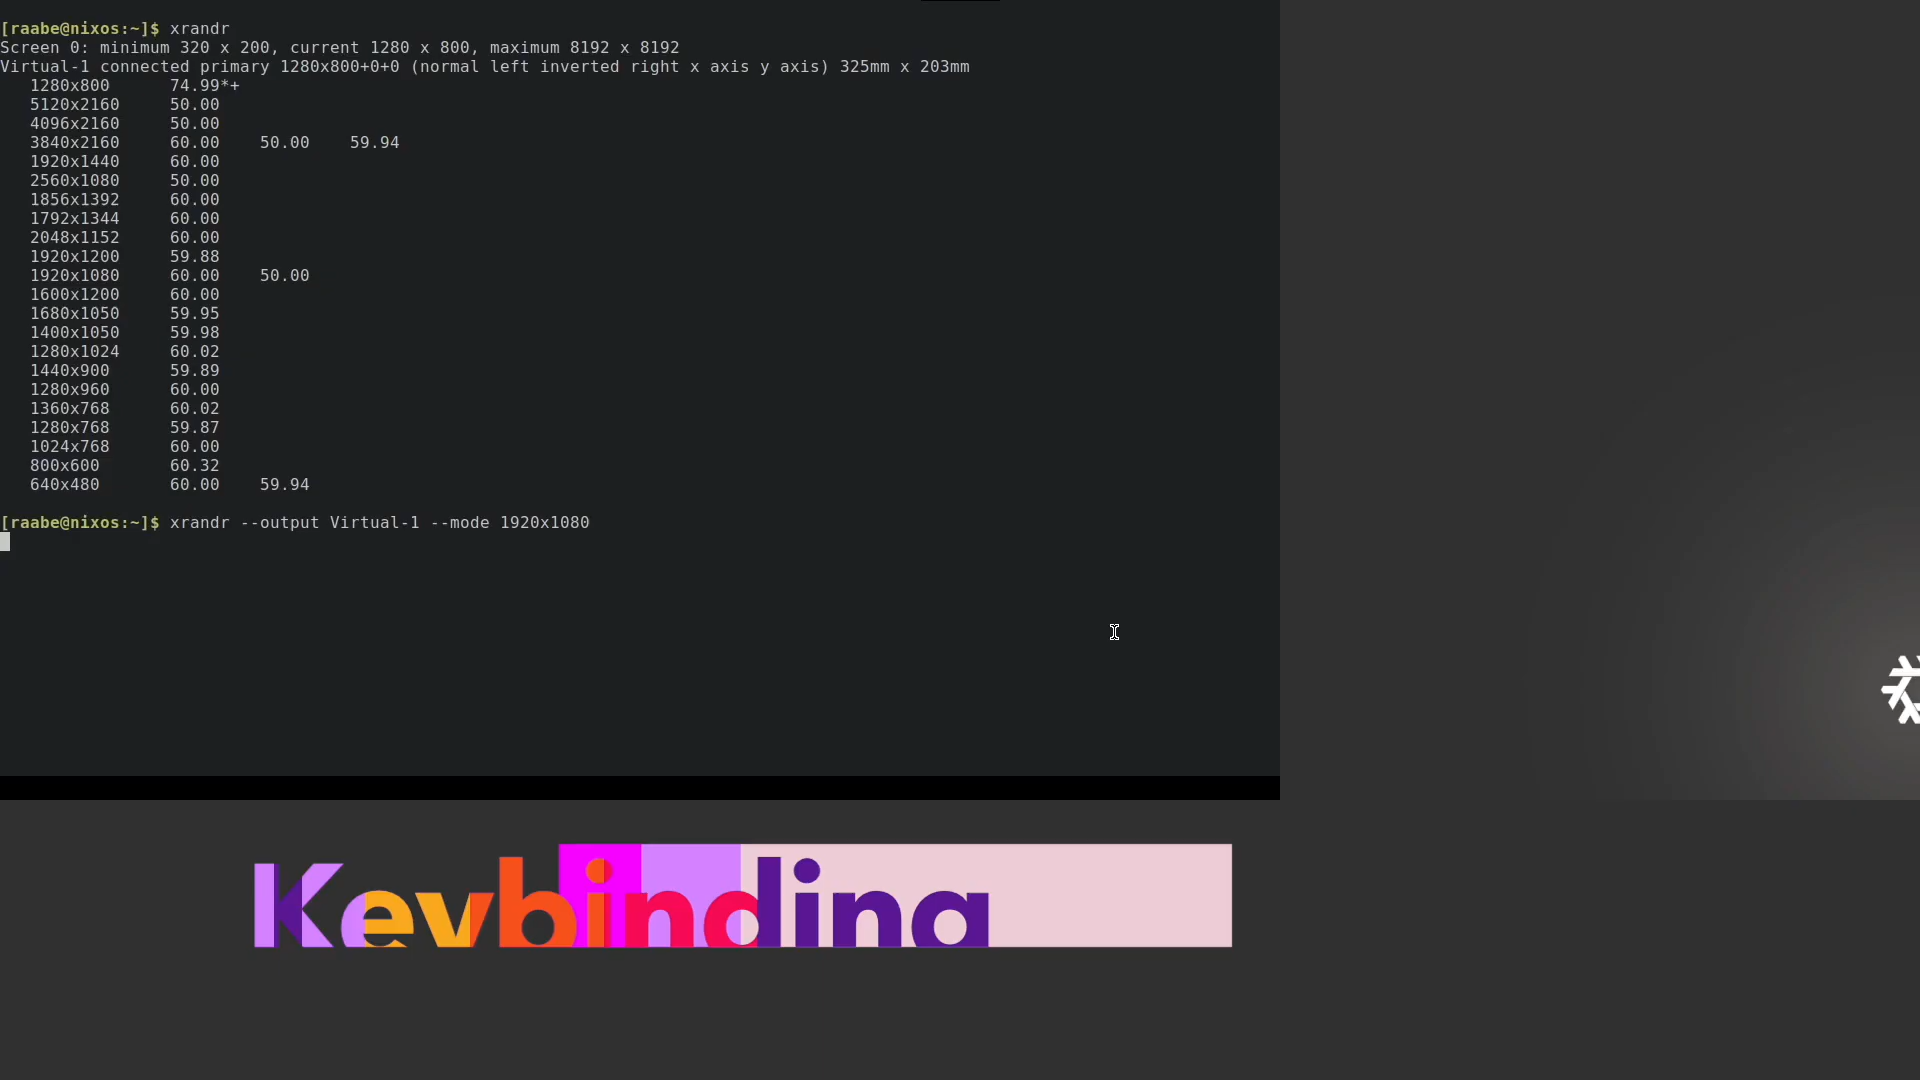 [raabe@nixos:~]$ xrandr
Screen 0: minimum 320 x 200, current 1280 x 800, maximum 8192 x 8192
Virtual-1 connected primary 1280x800+0+0 (normal left inverted right x axis y axis) 325mm x 203mm
1280x800 74.99*+
5120x2160 50.00
4096x2160 50.00
3840x2160 60.00 50.00 59.94
1920x1440 60.00
2560x1080 50.00
1856x1392 60.00
1792x1344 60.00
2048x1152 60.00
1920x1200 59.88
1920x1080 60.00 50.00
1600x1200 60.00
1680x1050 59.95
1400x1050 59.98
1280x1024 60.02
1440x900 59.89
1280x960 60.00
1360x768 60.02
1280x768 59.87
1024x768 60.00
800x600 60.32
640x480 60.00 59.94
[raabe@nixos:~]$ xrandr --output Virtual-1 --mode 1920x1080
Keybinding